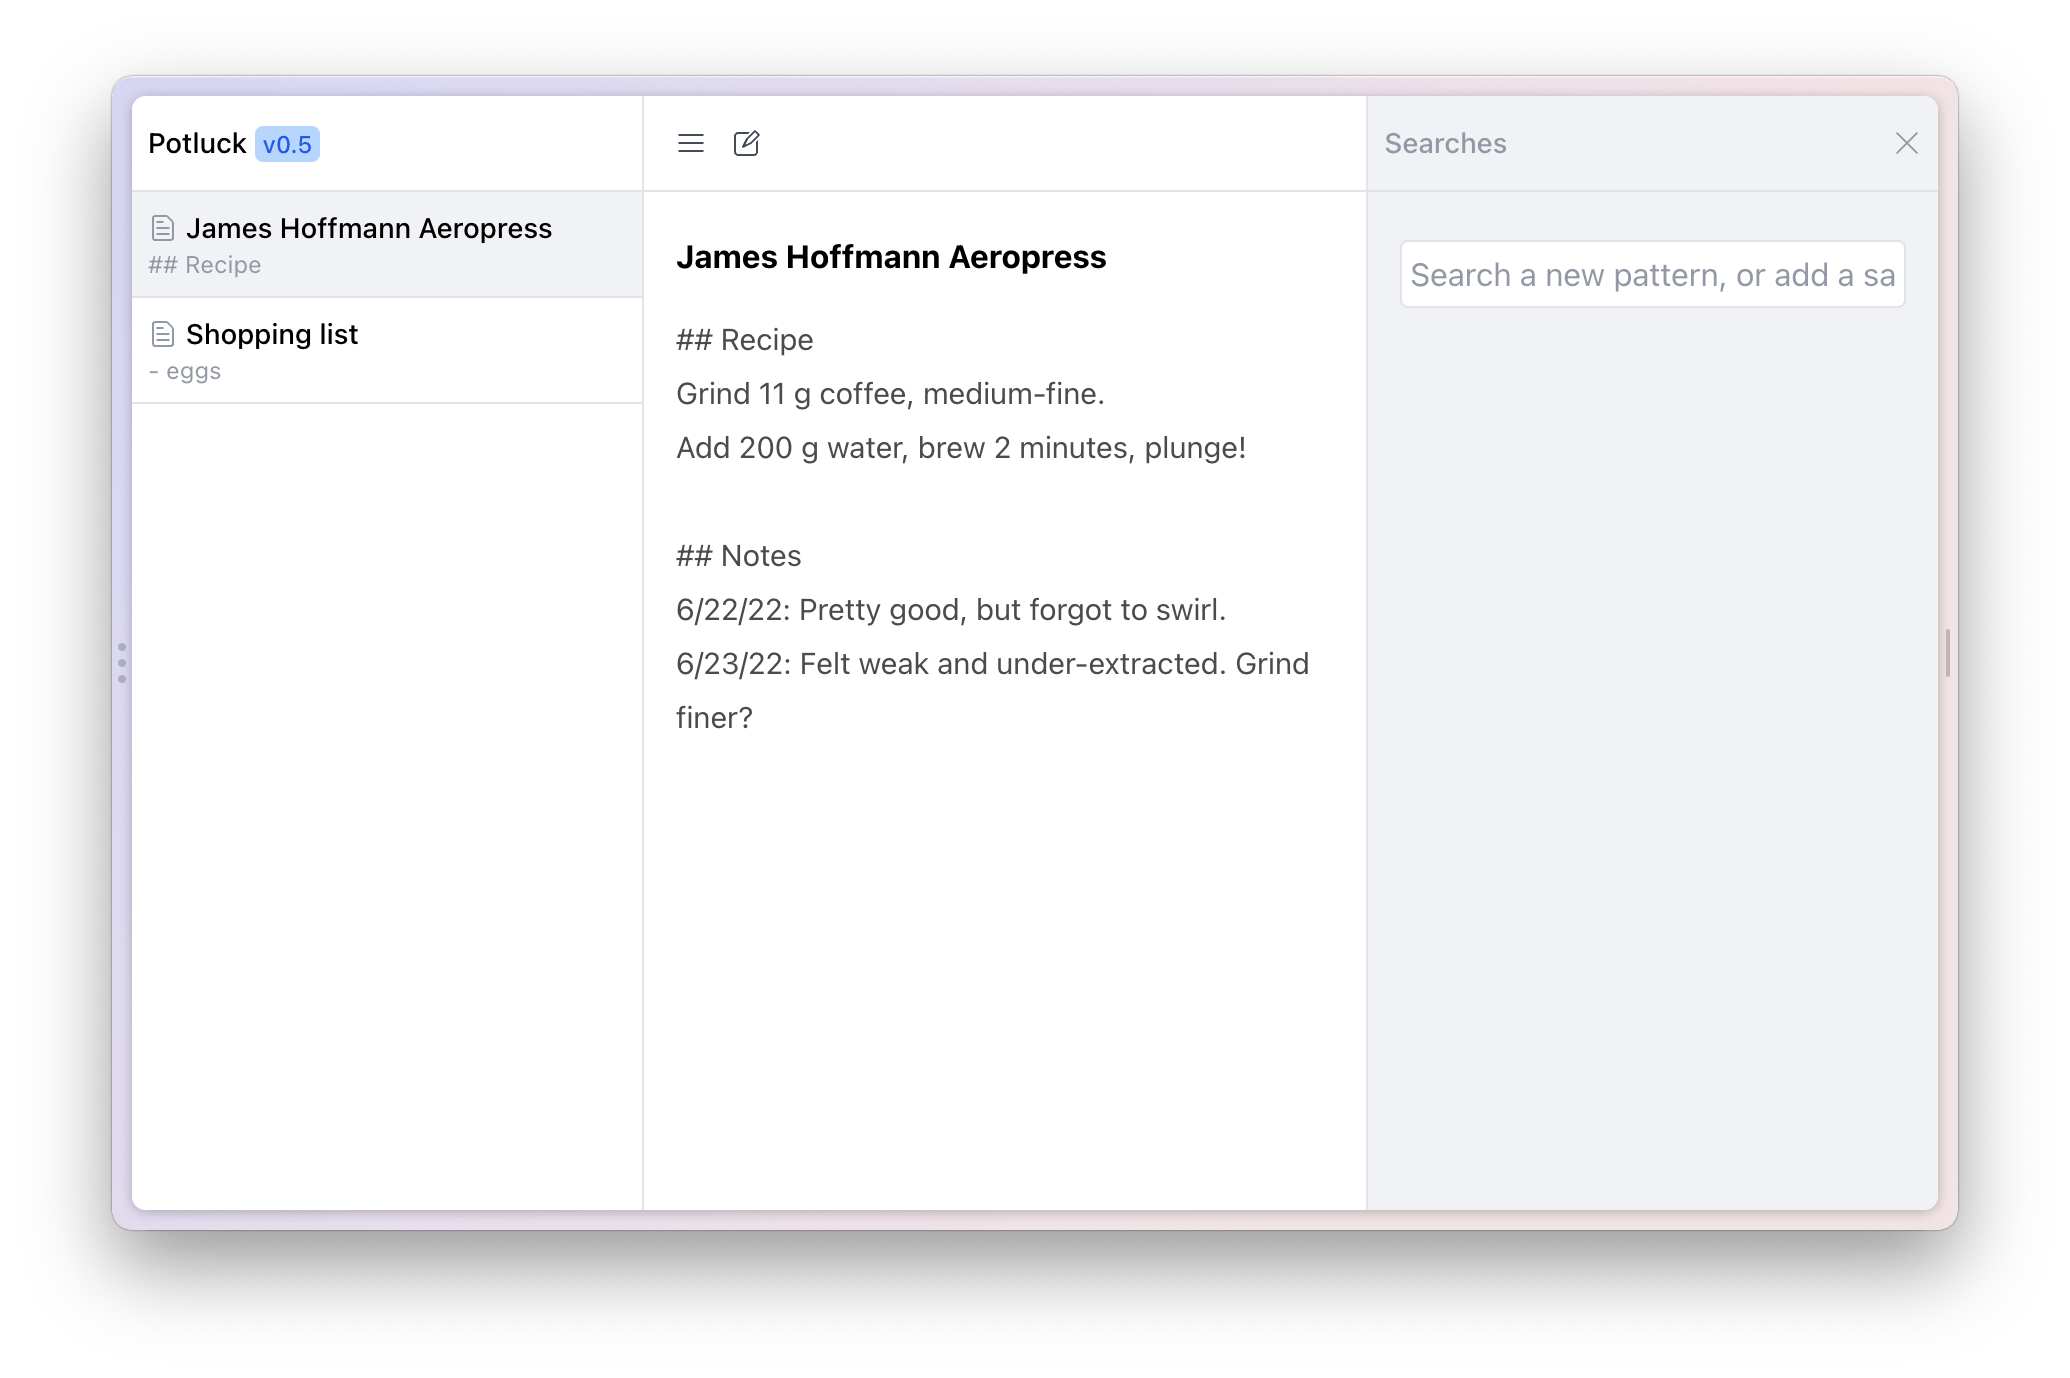 Potluck v0.5
James Hoffmann Aeropress
## Recipe
Shopping list
- eggs
James Hoffmann Aeropress
## Recipe
Grind 11 g coffee, medium-fine.
Add 200 g water, brew 2 minutes, plunge!
## Notes
6/22/22: Pretty good, but forgot to swirl.
6/23/22: Felt weak and under-extracted. Grind
finer?
Searches
Search a new pattern, or add a sa